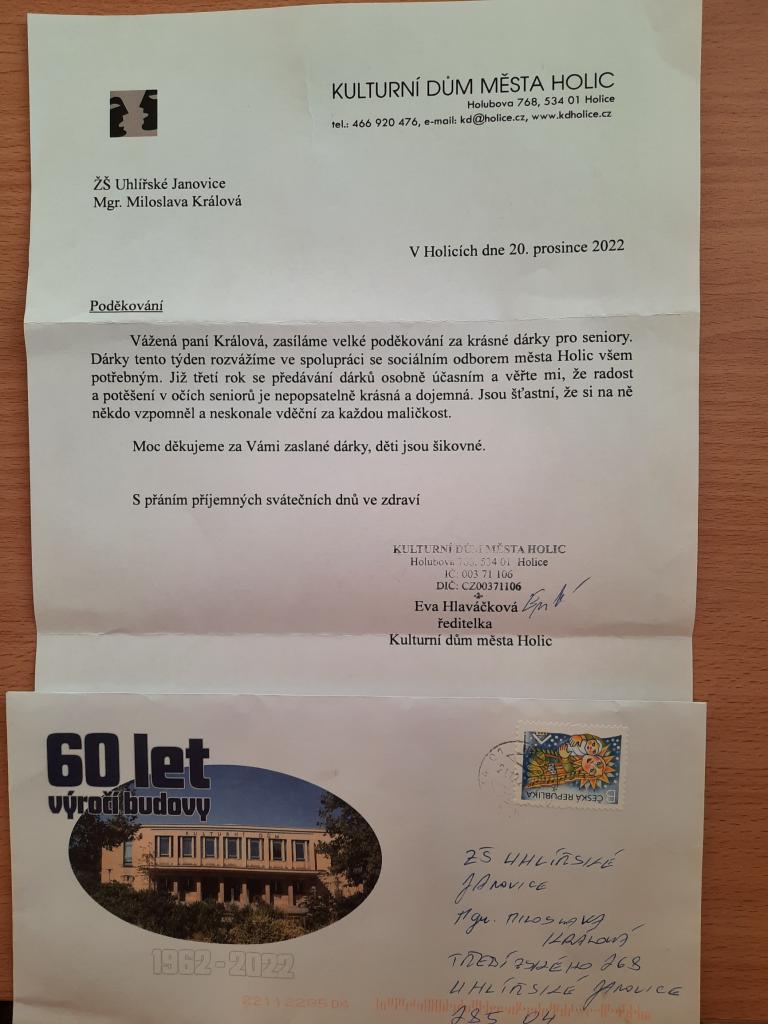 KULTURNÍ DŮM MĚSTA HOLIC
Holubova 768, 534 01 Holice
tel.: 466 920 476, e-mail: kd@holice.cz, www.kdholice.cz
ŽŠ Uhlířské Janovice
Mgr. Miloslava Králová
V Holicích dne 20. prosince 2022
Poděkování
Vážená paní Králová, zasíláme velké poděkování za krásné dárky pro seniory.
Dárky tento týden rozvážíme ve spolupráci se sociálním odborem města Holic všem
potřebným. Již třetí rok se předávání dárků osobně účasním a věřte mi, že radost
a potěšení v očích seniorů je nepopsatelně krásná a dojemná. Jsou šťastní, že si na ně
někdo vzpomněl a neskonale vděční za každou maličkost.
Moc děkujeme za Vámi zaslané dárky, děti jsou šikovné.
S přáním příjemných svátečních dnů ve zdraví
KULTURNÍ DŮM MĚSTA HOLIC
Holubova 768, 534 01 Holice
IČ: 003 71 106
DIČ: CZ00371106
-2-
Eva Hlaváčková
ředitelka
Kulturní dům města Holic
60 let
výročí budovy
KULTURNÍ DŮM
1962-2022
ČESKÁ REPUBLIKA
B
ZŠ UHLÍŘSKÉ
JANOVICE
Mgr. MILOSLAVA
KRÁLOVÁ
TŘEBÍZSKÉHO 268
UHLÍŘSKÉ JANOVICE
285 04